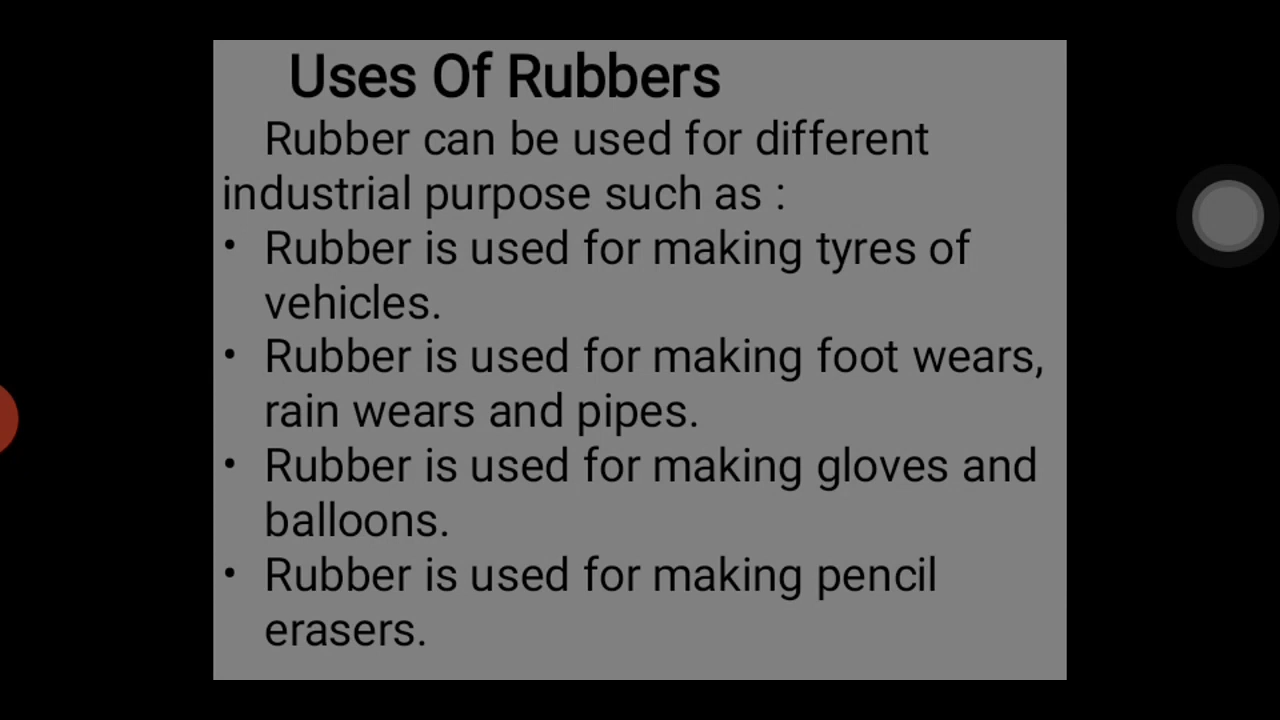 Uses Of Rubbers
Rubber can be used for different
industrial purpose such as :
• Rubber is used for making tyres of
vehicles.
• Rubber is used for making foot wears,
rain wears and pipes.
• Rubber is used for making gloves and
balloons.
• Rubber is used for making pencil
erasers.